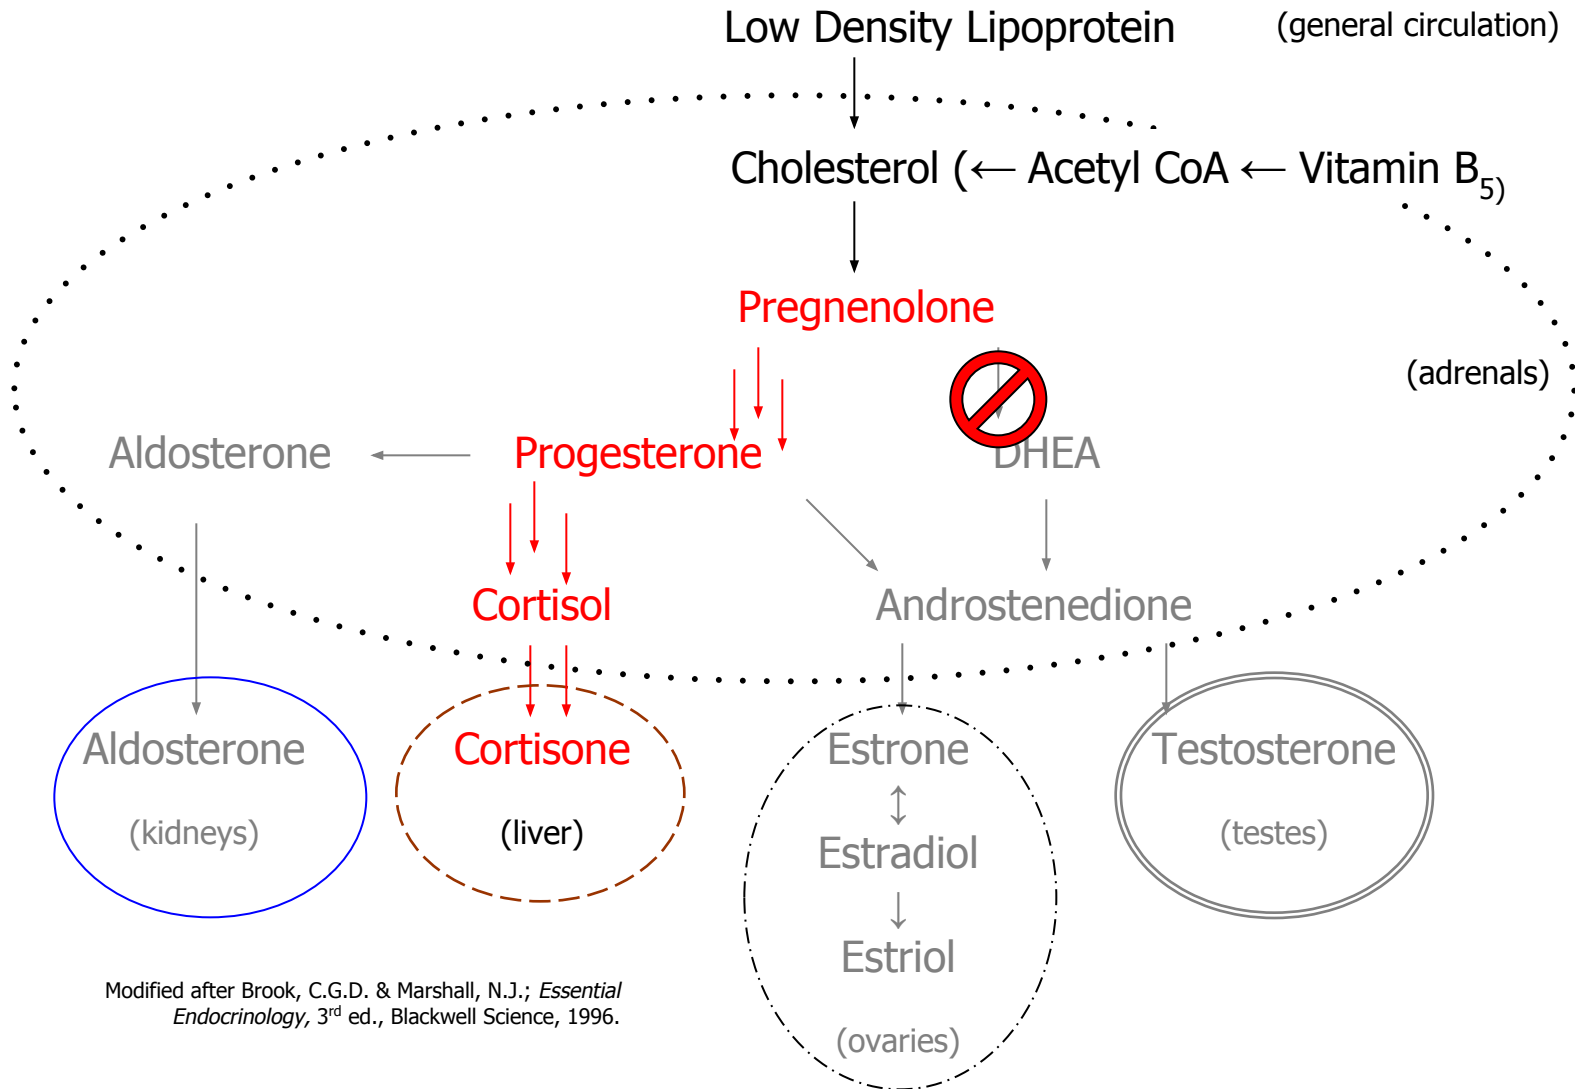 Low Density Lipoprotein (general circulation)
Cholesterol (← Acetyl CoA ← Vitamin B5)
Pregnenolone
(adrenals)
Aldosterone Progesterone DHEA
Cortisol Androstenedione
Aldosterone Cortisone Estrone Testosterone
(kidneys) (liver) (testes)
Estradiol
Estriol
Modified after Brook, C.G.D. & Marshall, N.J.; Essential
Endocrinology, 3rd ed., Blackwell Science, 1996.
(ovaries)